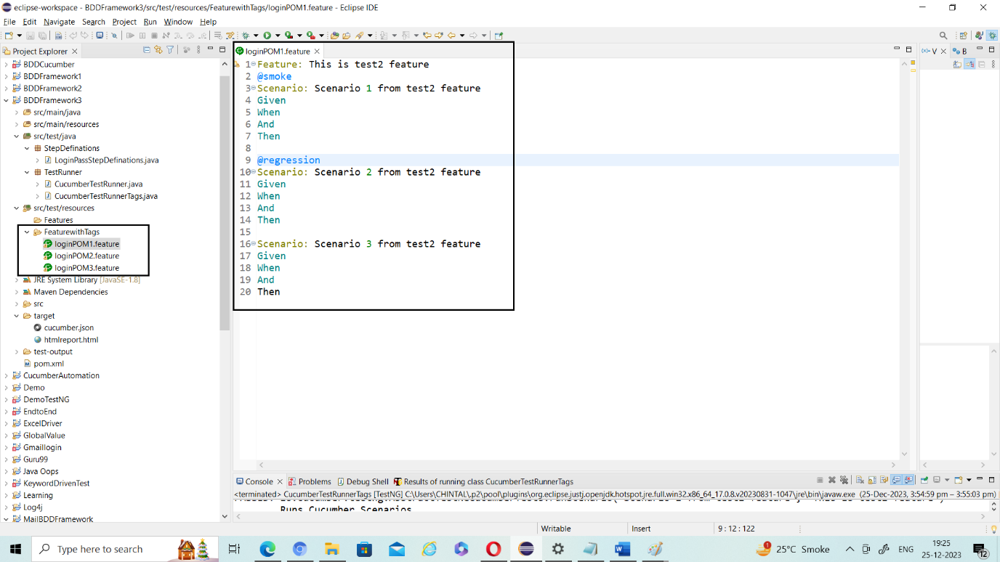 eclipse-workspace - BDDFramework3/src/test/resources/FeaturewithTags/loginPOM1.feature - Eclipse IDE
File Edit Navigate Search Project Run Window Help
Project Explorer
BDDCucumber
BDDFramework1
BDDFramework2
BDDFramework3
src/main/java
src/main/resources
src/test/java
StepDefinations
LoginPassStepDefinations.java
TestRunner
CucumberTestRunner.java
CucumberTestRunnerTags.java
src/test/resources
Features
FeaturewithTags
loginPOM1.feature
loginPOM2.feature
loginPOM3.feature
JRE System Library [JavaSE-1.8]
Maven Dependencies
src
target
cucumber.json
htmlreport.html
test-output
pom.xml
CucumberAutomation
Demo
DemoTestNG
EndtoEnd
ExcelDriver
GlobalValue
Gmaillogin
Guru99
Java Oops
KeywordDrivenTest
Learning
Log4j
MailBDDFramework
loginPOM1.feature
1 Feature: This is test2 feature
2 @smoke
3 Scenario: Scenario 1 from test2 feature
4 Given
5 When
6 And
7 Then
8
9 @regression
10 Scenario: Scenario 2 from test2 feature
11 Given
12 When
13 And
14 Then
15
16 Scenario: Scenario 3 from test2 feature
17 Given
18 When
19 And
20 Then
V B
Console Problems Debug Shell Results of running class CucumberTestRunnerTags
<terminated> CucumberTestRunnerTags [TestNG] C:\Users\CHINTAL\.p2\pool\plugins\org.eclipse.justj.openjdk.hotspot.jre.full.win32.x86_64_17.0.8.v20230831-1047\jre\bin\javaw.exe (25-Dec-2023, 3:54:59 pm – 3:55:03 pm)
Runs Cucumber Scenarios
Writable Insert 9 : 12 : 122
Type here to search
1 25°C Smoke ENG 19:25
25-12-2023
12